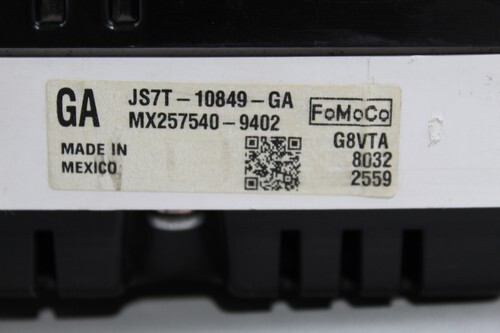 GA
JS7T-10849-GA
MX257540-9402
FoMoCo
MADE IN
MEXICO
G8VTA
8032
2559